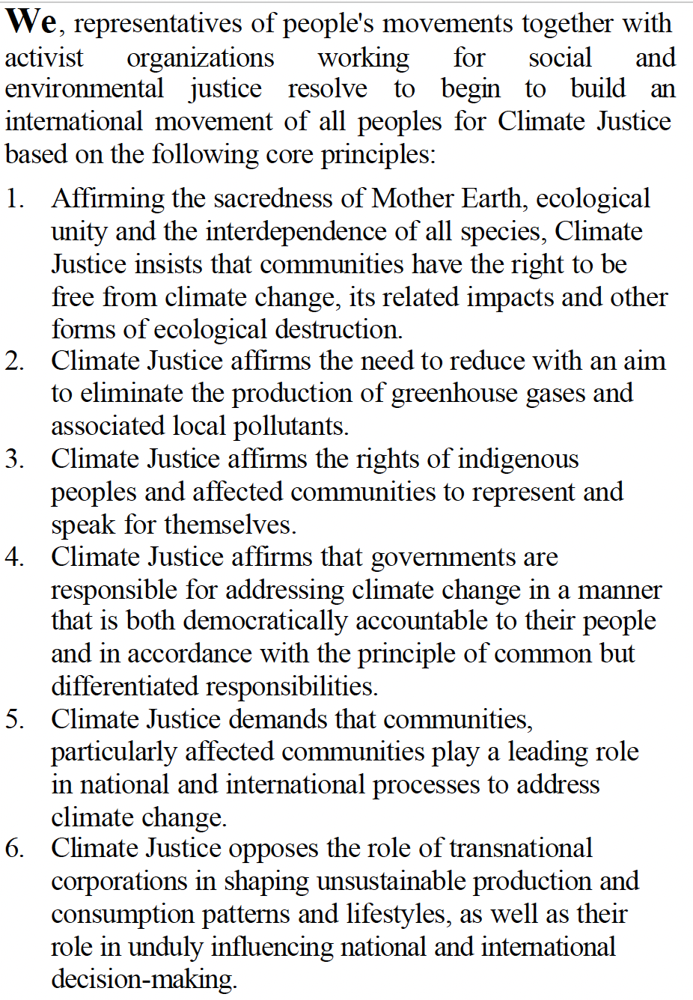 We, representatives of people's movements together with
activist organizations working for social and
environmental justice resolve to begin to build an
international movement of all peoples for Climate Justice
based on the following core principles:
1. Affirming the sacredness of Mother Earth, ecological
unity and the interdependence of all species, Climate
Justice insists that communities have the right to be
free from climate change, its related impacts and other
forms of ecological destruction.
2. Climate Justice affirms the need to reduce with an aim
to eliminate the production of greenhouse gases and
associated local pollutants.
3. Climate Justice affirms the rights of indigenous
peoples and affected communities to represent and
speak for themselves.
4. Climate Justice affirms that governments are
responsible for addressing climate change in a manner
that is both democratically accountable to their people
and in accordance with the principle of common but
differentiated responsibilities.
5. Climate Justice demands that communities,
particularly affected communities play a leading role
in national and international processes to address
climate change.
6. Climate Justice opposes the role of transnational
corporations in shaping unsustainable production and
consumption patterns and lifestyles, as well as their
role in unduly influencing national and international
decision-making.